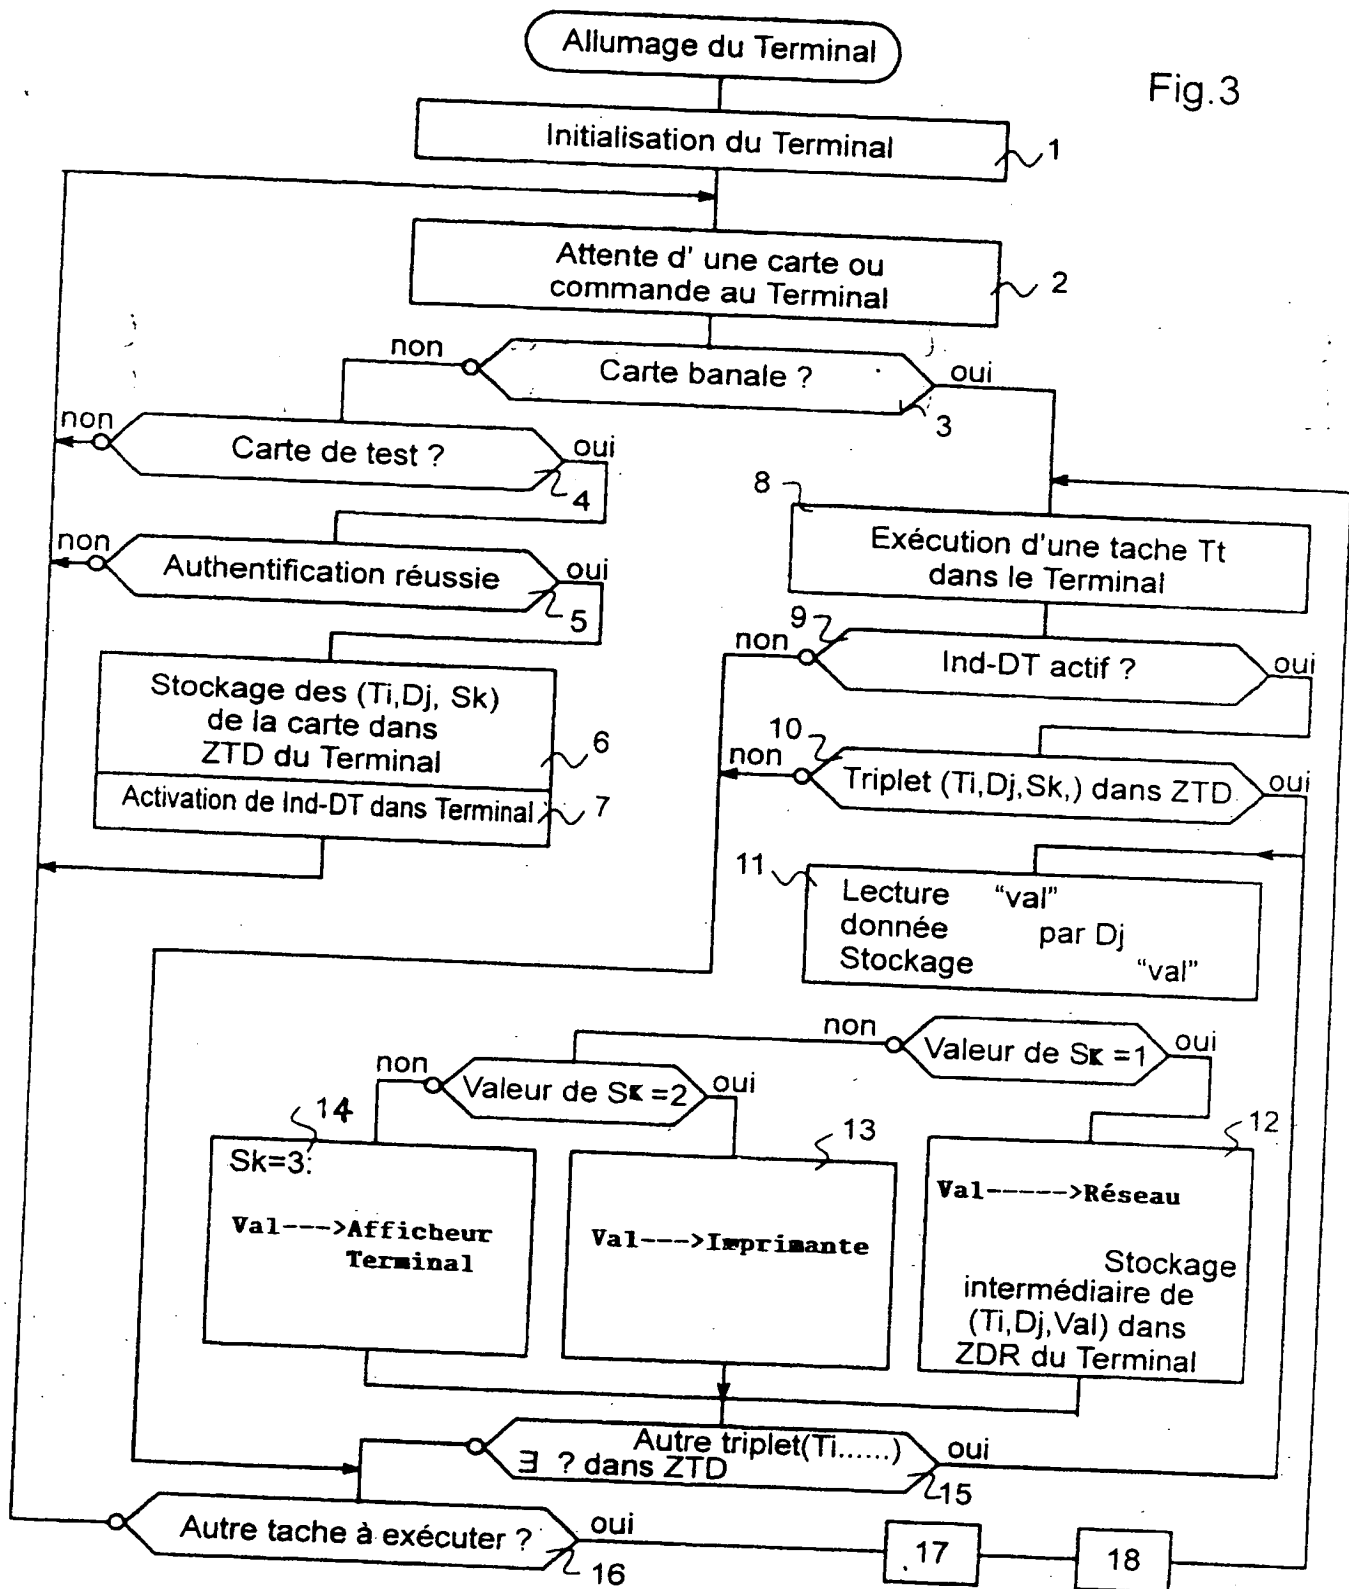 Allumage du Terminal
Fig.3
Initialisation du Terminal
1
Attente d' une carte ou
commande au Terminal
2
non
Carte banale ?
oui
3
non
Carte de test ?
oui
4
8
Exécution d'une tache Tt
dans le Terminal
non
Authentification réussie
oui
5
9
non
Ind-DT actif ?
oui
Stockage des (Ti,Dj, Sk)
de la carte dans
ZTD du Terminal
6
Activation de Ind-DT dans Terminal
7
10
non
Triplet (Ti,Dj,Sk,) dans ZTD
oui
11
Lecture “val”
donnée par Dj
Stockage “val”
non
Valeur de SK =1
oui
non
Valeur de SK =2
oui
14
Sk=3:
Val--->Afficheur
Terminal
13
Val--->Imprimante
12
Val----->Réseau
Stockage
intermédiaire de
(Ti,Dj,Val) dans
ZDR du Terminal
Autre triplet(Ti......)
∃ ? dans ZTD
oui
15
Autre tache à exécuter ?
oui
16
17
18